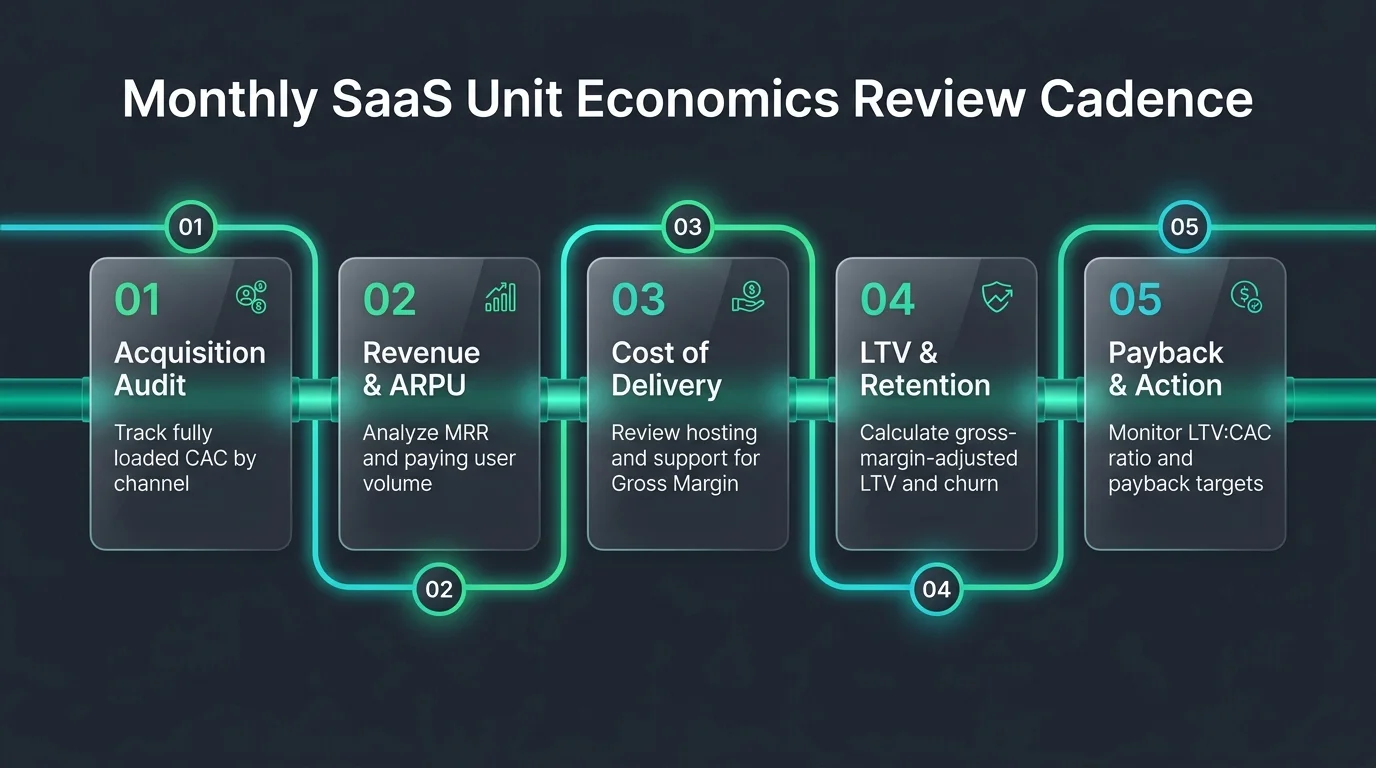 Monthly SaaS Unit Economics Review Cadence
01
03
05
01
Acquisition
Audit
Track fully
loaded CAC by
channel
02
Revenue
& ARPU
Analyze MRR
and paying user
volume
03
Cost of
Delivery
Review hosting
and support for
Gross Margin
04
LTV &
Retention
Calculate gross-
margin-adjusted
LTV and churn
05
Payback
& Action
Monitor LTV:CAC
ratio and
payback targets
02
04